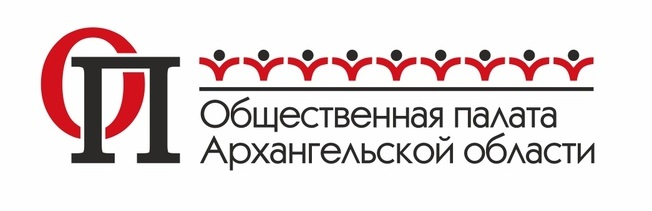 ОП
Общественная палата
Архангельской области